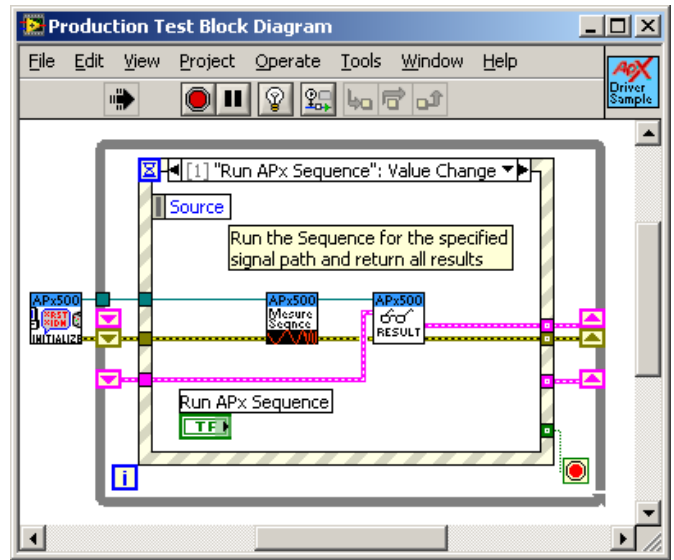 Production Test Block Diagram
File Edit View Project Operate Tools Window Help
APx
Driver
Sample
[1] "Run APx Sequence": Value Change
Source
Run the Sequence for the specified
signal path and return all results
APx500
INITIALIZE
APx500
Mesure
Seqnce
APx500
RESULT
Run APx Sequence
TF
i